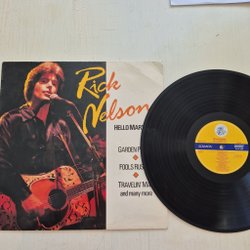 Rick
Nelson
HELLO MAR
GARDEN P
FOOLS RUS
TRAVELIN' MA
and many more